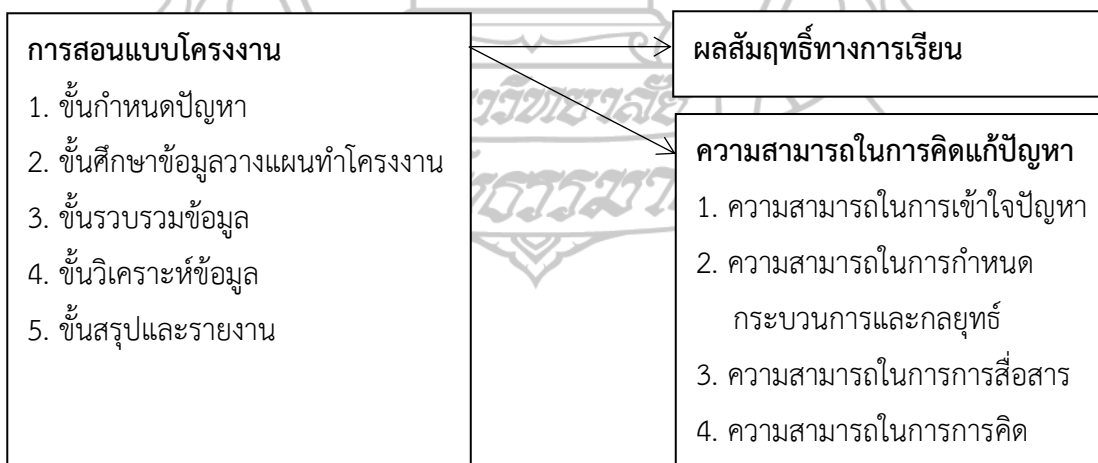 การสอนแบบโครงงาน
1. ขั้นกำหนดปัญหา
2. ขั้นศึกษาข้อมูลวางแผนทำโครงงาน
3. ขั้นรวบรวมข้อมูล
4. ขั้นวิเคราะห์ข้อมูล
5. ขั้นสรุปและรายงาน
ผลสัมฤทธิ์ทางการเรียน
ความสามารถในการคิดแก้ปัญหา
1. ความสามารถในการเข้าใจปัญหา
2. ความสามารถในการกำหนด
กระบวนการและกลยุทธ์
3. ความสามารถในการการสื่อสาร
4. ความสามารถในการการคิด